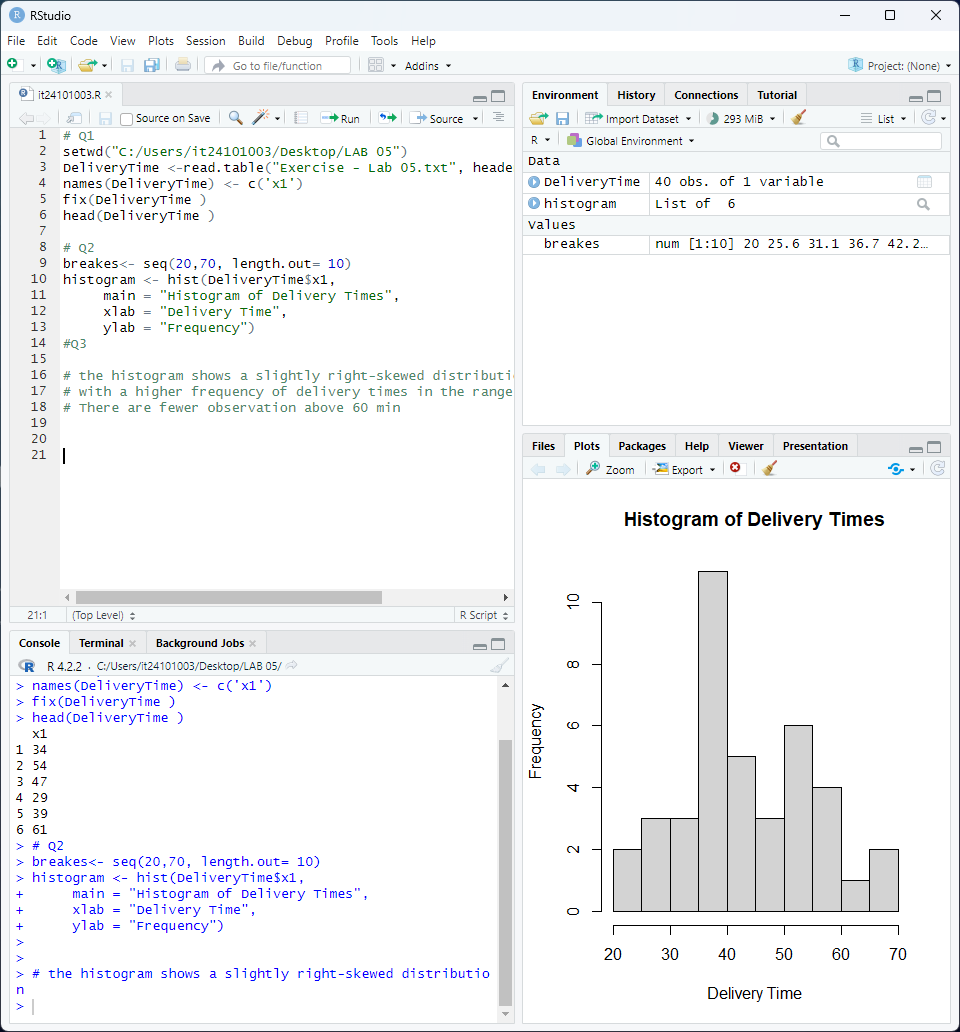 RStudio
File Edit Code View Plots Session Build Debug Profile Tools Help
Go to file/function Addins Project: (None)
it24101003.R
Source on Save Run Source
1 # Q1
2 setwd("C:/Users/it24101003/Desktop/LAB 05")
3 DeliveryTime <-read.table("Exercise - Lab 05.txt", heade
4 names(DeliveryTime) <- c('x1')
5 fix(DeliveryTime )
6 head(DeliveryTime )
7
8 # Q2
9 breakes<- seq(20,70, length.out= 10)
10 histogram <- hist(DeliveryTime$x1,
11 main = "Histogram of Delivery Times",
12 xlab = "Delivery Time",
13 ylab = "Frequency")
14 #Q3
15
16 # the histogram shows a slightly right-skewed distributi
17 # with a higher frequency of delivery times in the range
18 # There are fewer observation above 60 min
19
20
21
21:1 (Top Level) R Script
Console Terminal Background Jobs
R 4.2.2 · C:/Users/it24101003/Desktop/LAB 05/
> names(DeliveryTime) <- c('x1')
> fix(DeliveryTime )
> head(DeliveryTime )
x1
1 34
2 54
3 47
4 29
5 39
6 61
> # Q2
> breakes<- seq(20,70, length.out= 10)
> histogram <- hist(DeliveryTime$x1,
+ main = "Histogram of Delivery Times",
+ xlab = "Delivery Time",
+ ylab = "Frequency")
>
>
> # the histogram shows a slightly right-skewed distributio
n
>
Environment History Connections Tutorial
Import Dataset 293 MiB List
R Global Environment
Data
DeliveryTime 40 obs. of 1 variable
histogram List of 6
Values
breakes num [1:10] 20 25.6 31.1 36.7 42.2…
Files Plots Packages Help Viewer Presentation
Zoom Export
Histogram of Delivery Times
Frequency
10
8
6
4
2
0
20 30 40 50 60 70
Delivery Time